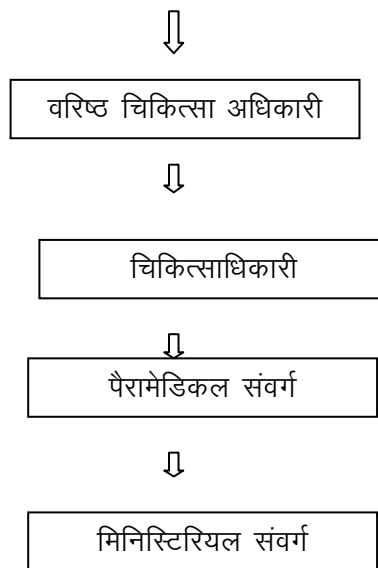 वरिष्ठ चिकित्सा अधिकारी
चिकित्साधिकारी
पैरामेडिकल संवर्ग
मिनिस्टिरियल संवर्ग